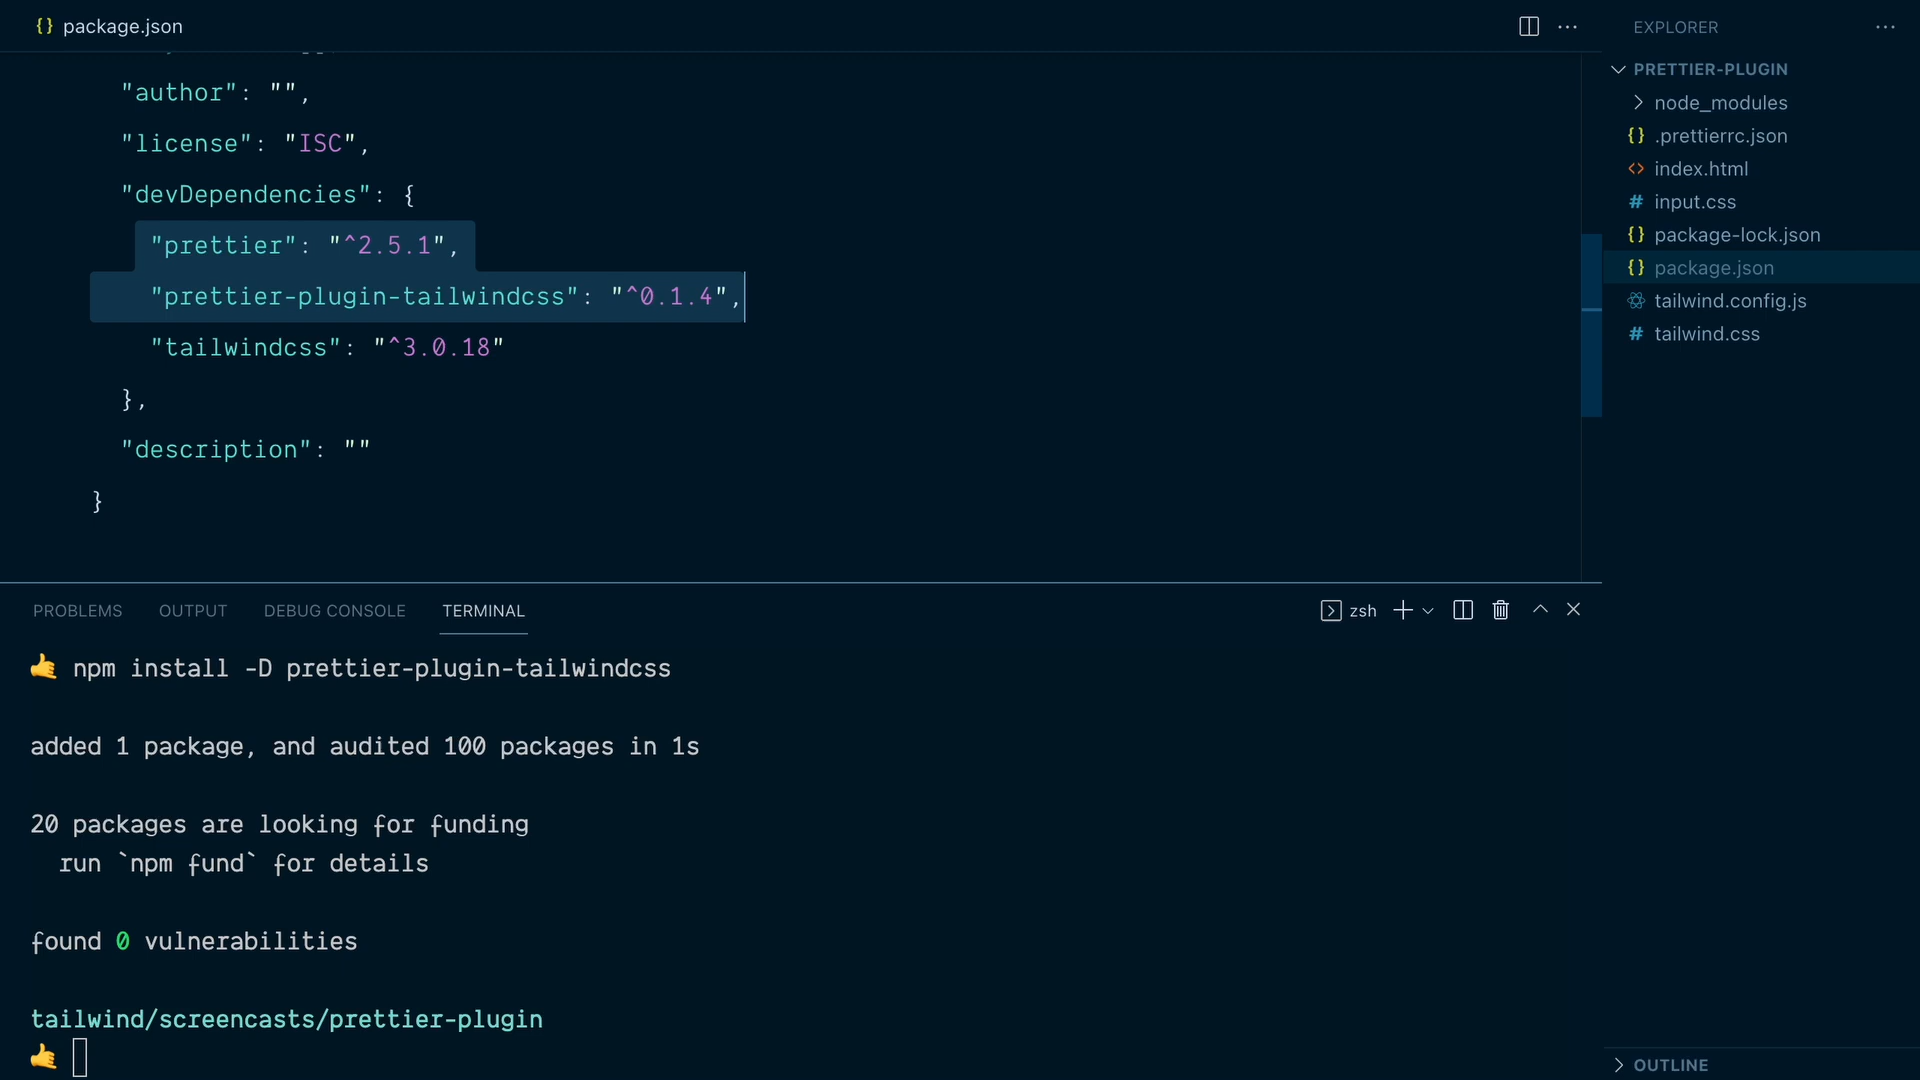 package.json
"author": "",
"license": "ISC",
"devDependencies": {
"prettier": "^2.5.1",
"prettier-plugin-tailwindcss": "^0.1.4",
"tailwindcss": "^3.0.18"
},
"description": ""
}
EXPLORER
PRETTIER-PLUGIN
node_modules
{} .prettierrc.json
<> index.html
# input.css
{} package-lock.json
{} package.json
tailwind.config.js
# tailwind.css
OUTLINE
PROBLEMS OUTPUT DEBUG CONSOLE TERMINAL
zsh
🤙 npm install -D prettier-plugin-tailwindcss
added 1 package, and audited 100 packages in 1s
20 packages are looking for funding
run `npm fund` for details
found 0 vulnerabilities
tailwind/screencasts/prettier-plugin
🤙